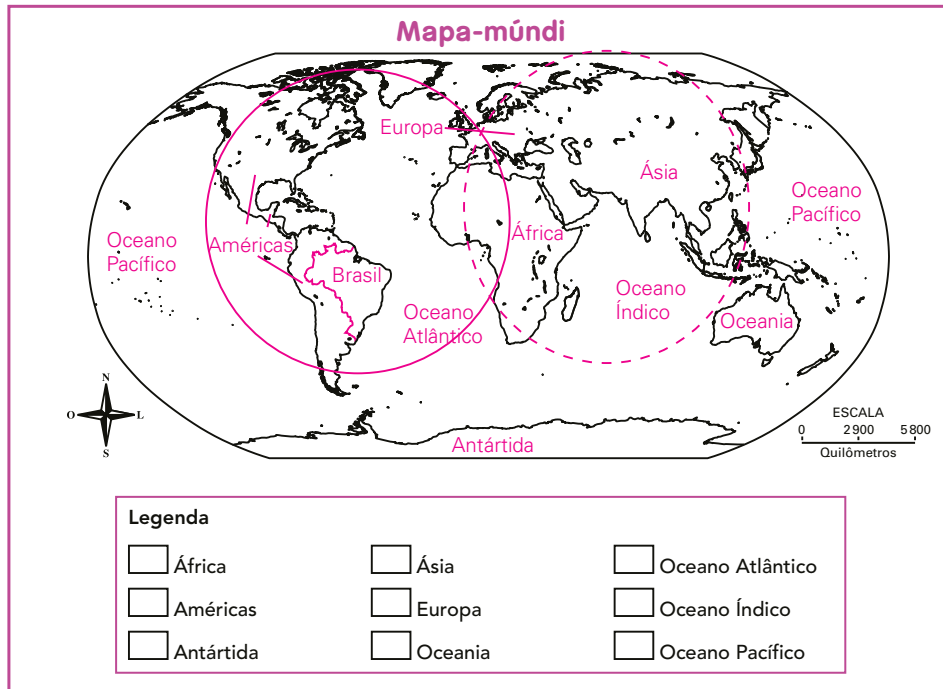 Mapa-múndi
Europa
Ásia
Oceano
Pacífico
Oceano
Pacífico
Américas
África
Brasil
Oceano
Atlântico
Oceano
Índico
Oceania
Antártida
N
O
L
S
ESCALA
0 2 900 5 800
Quilômetros
Legenda
África
Américas
Antártida
Ásia
Europa
Oceania
Oceano Atlântico
Oceano Índico
Oceano Pacífico